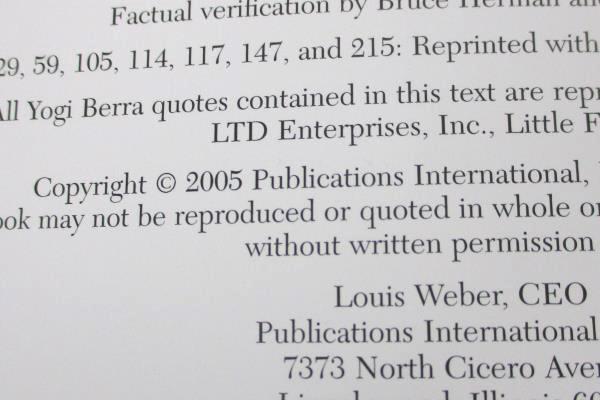 Factual verification by Bruce Herman and
29, 59, 105, 114, 117, 147, and 215: Reprinted with
All Yogi Berra quotes contained in this text are repr
LTD Enterprises, Inc., Little F
Copyright © 2005 Publications International,
ook may not be reproduced or quoted in whole or
without written permission
Louis Weber, CEO
Publications International
7373 North Cicero Aven